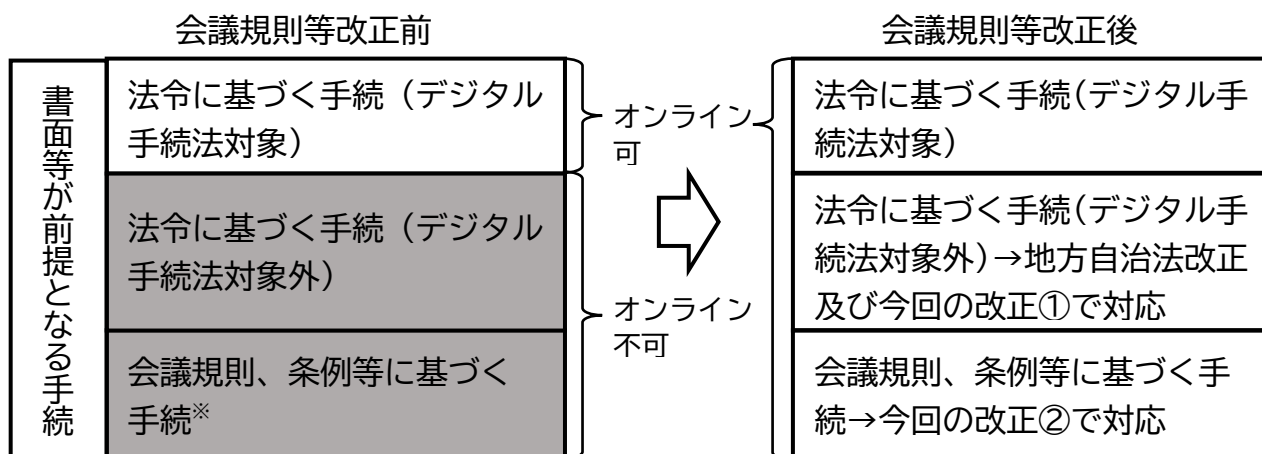 会議規則等改正前
書面等が前提となる手続
法令に基づく手続（デジタル
手続法対象）
法令に基づく手続（デジタル
手続法対象外）
会議規則、条例等に基づく
手続※
オンライン
可
オンライン
不可
会議規則等改正後
法令に基づく手続(デジタル手
続法対象)
法令に基づく手続(デジタル手
続法対象外)→地方自治法改正
及び今回の改正①で対応
会議規則、条例等に基づく手
続→今回の改正②で対応